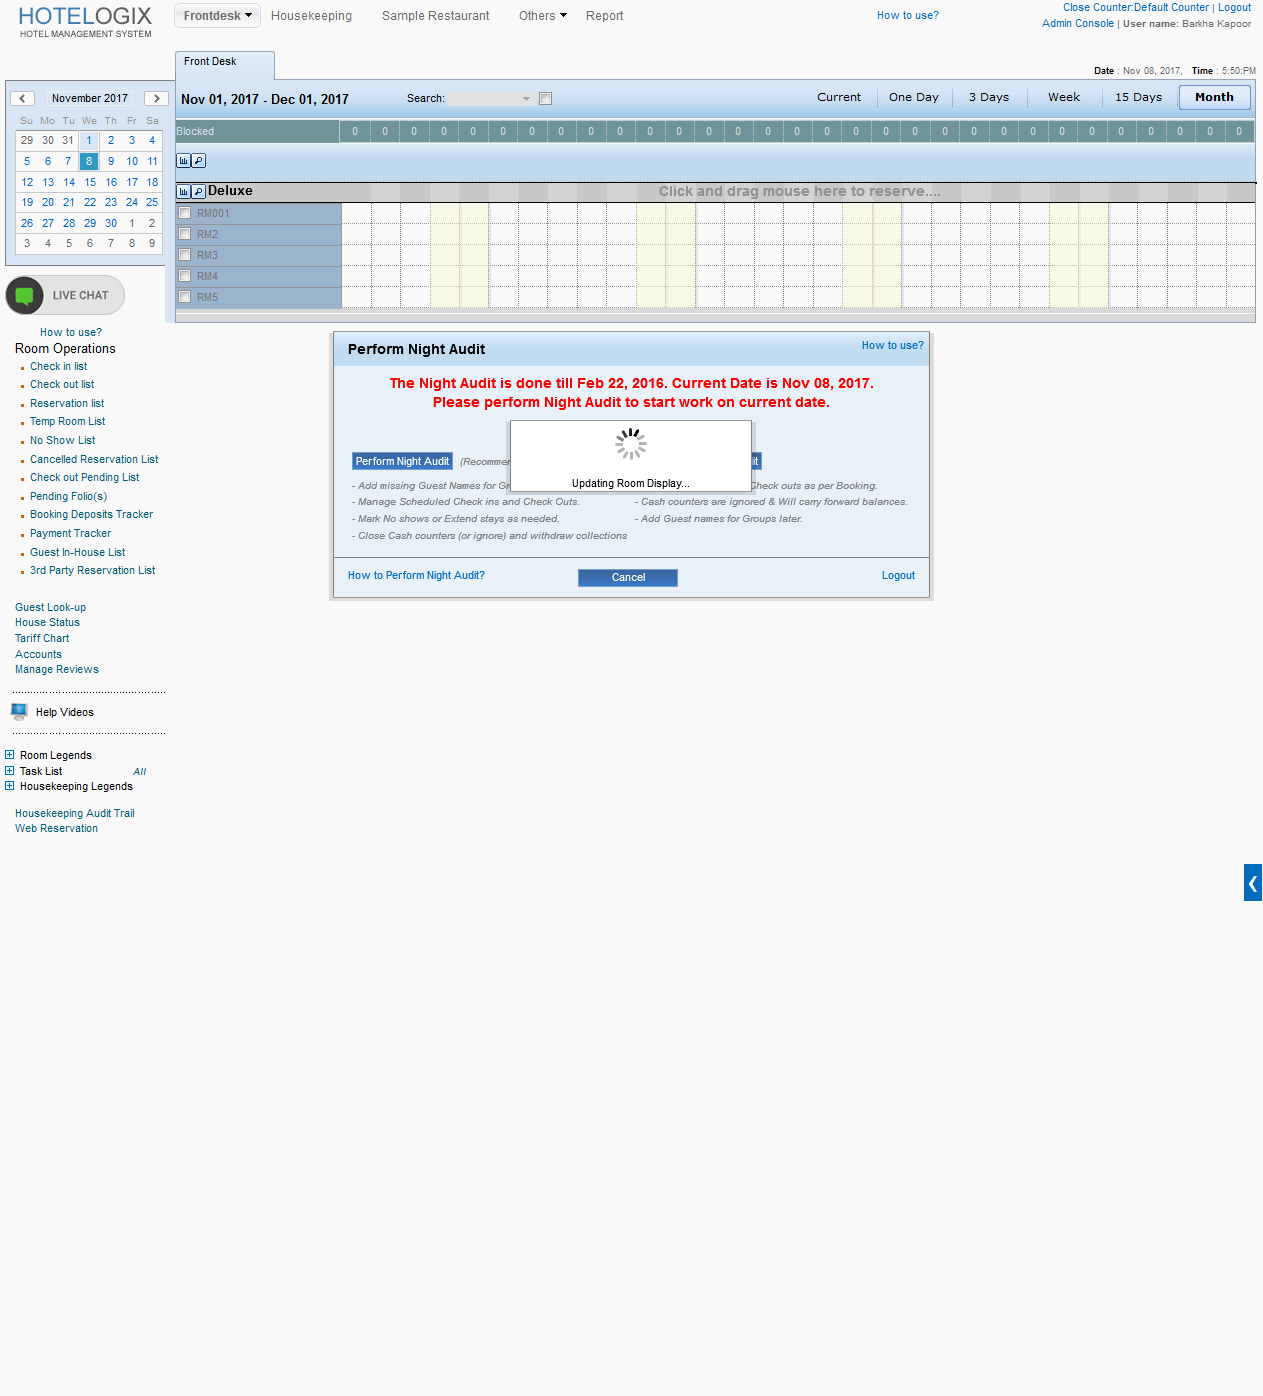 HOTELOGIX
HOTEL MANAGEMENT SYSTEM
Frontdesk
Housekeeping
Sample Restaurant
Others
Report
How to use?
Close Counter:Default Counter | Logout
Admin Console | User name: Barkha Kapoor
Front Desk
Date : Nov 08, 2017, Time : 5:50:PM
November 2017
Su Mo Tu We Th Fr Sa
29 30 31 1 2 3 4
5 6 7 8 9 10 11
12 13 14 15 16 17 18
19 20 21 22 23 24 25
26 27 28 29 30 1 2
3 4 5 6 7 8 9
Nov 01, 2017 - Dec 01, 2017
Search:
Current
One Day
3 Days
Week
15 Days
Month
Blocked 0 0 0 0 0 0 0 0 0 0 0 0 0 0 0 0 0 0 0 0 0 0 0 0 0 0 0 0 0 0 0
Deluxe
Click and drag mouse here to reserve....
RM001
RM2
RM3
RM4
RM5
LIVE CHAT
How to use?
Room Operations
Check in list
Check out list
Reservation list
Temp Room List
No Show List
Cancelled Reservation List
Check out Pending List
Pending Folio(s)
Booking Deposits Tracker
Payment Tracker
Guest In-House List
3rd Party Reservation List
Guest Look-up
House Status
Tariff Chart
Accounts
Manage Reviews
Help Videos
Room Legends
Task List All
Housekeeping Legends
Housekeeping Audit Trail
Web Reservation
Perform Night Audit
How to use?
The Night Audit is done till Feb 22, 2016. Current Date is Nov 08, 2017.
Please perform Night Audit to start work on current date.
Perform Night Audit
Updating Room Display...
- Add missing Guest Names for
- Manage Scheduled Check ins and Check Outs.
- Mark No shows or Extend stays as needed.
- Close Cash counters (or ignore) and withdraw collections
Check outs as per Booking.
- Cash counters are ignored & Will carry forward balances.
- Add Guest names for Groups later.
How to Perform Night Audit?
Cancel
Logout